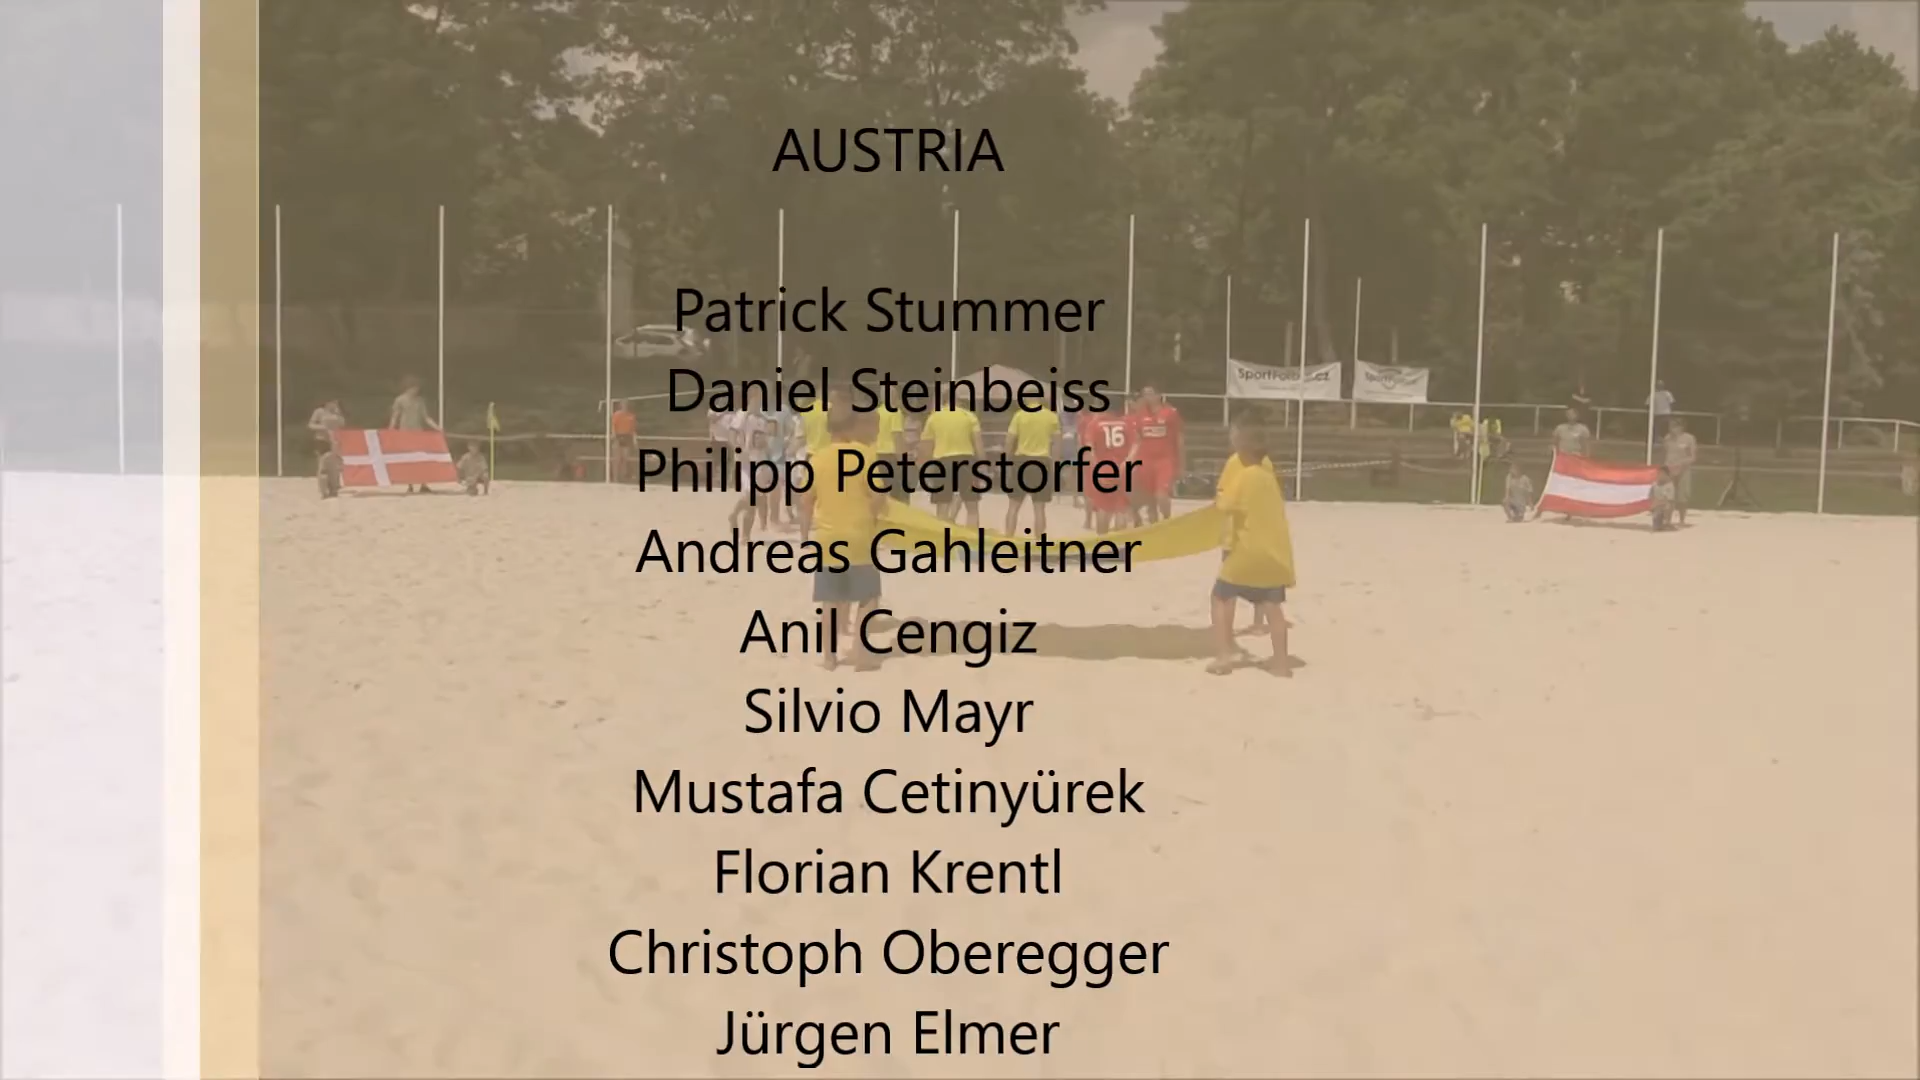 AUSTRIA
Patrick Stummer
Daniel Steinbeiss
Philipp Peterstorfer
Andreas Gahleitner
Anil Cengiz
Silvio Mayr
Mustafa Cetinyürek
Florian Krentl
Christoph Oberegger
Jürgen Elmer
16